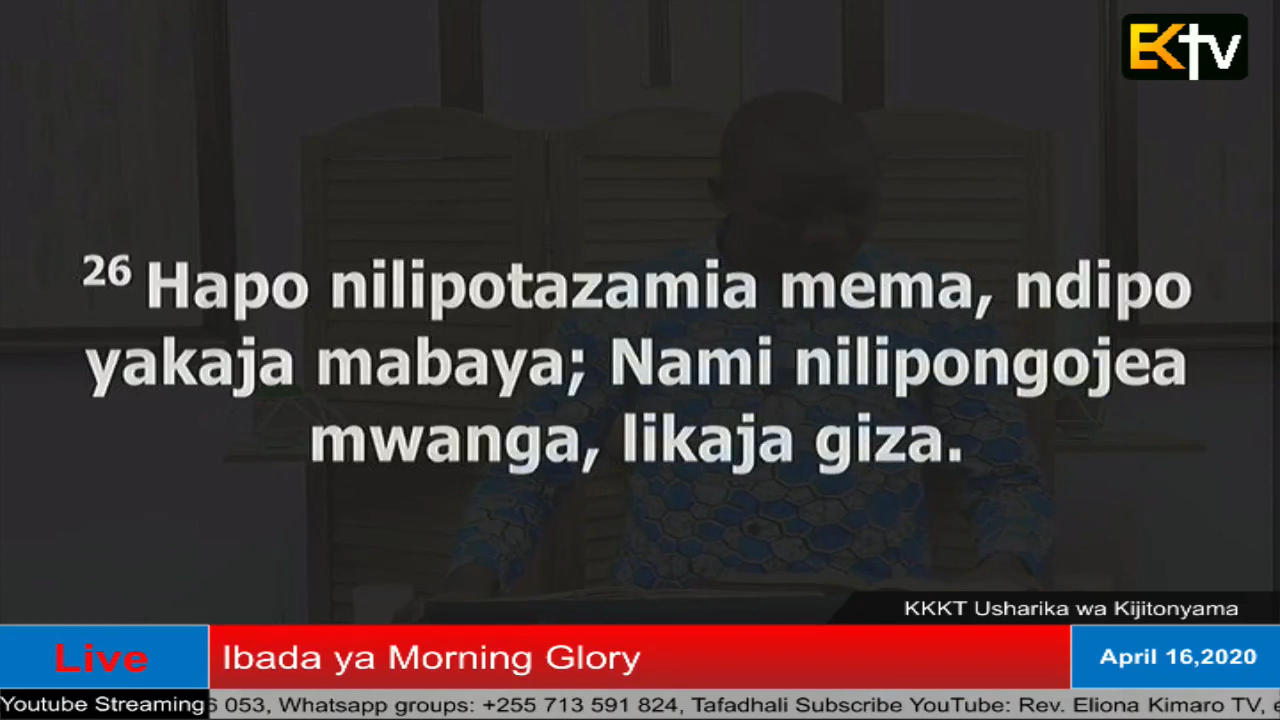 EKTV
26 Hapo nilipotazamia mema, ndipo
yakaja mabaya; Nami nilipongojea
mwanga, likaja giza.
KKKT Usharika wa Kijitonyama
Live
Ibada ya Morning Glory
April 16,2020
Youtube Streaming
053, Whatsapp groups: +255 713 591 824, Tafadhali Subscribe YouTube: Rev. Eliona Kimaro TV,